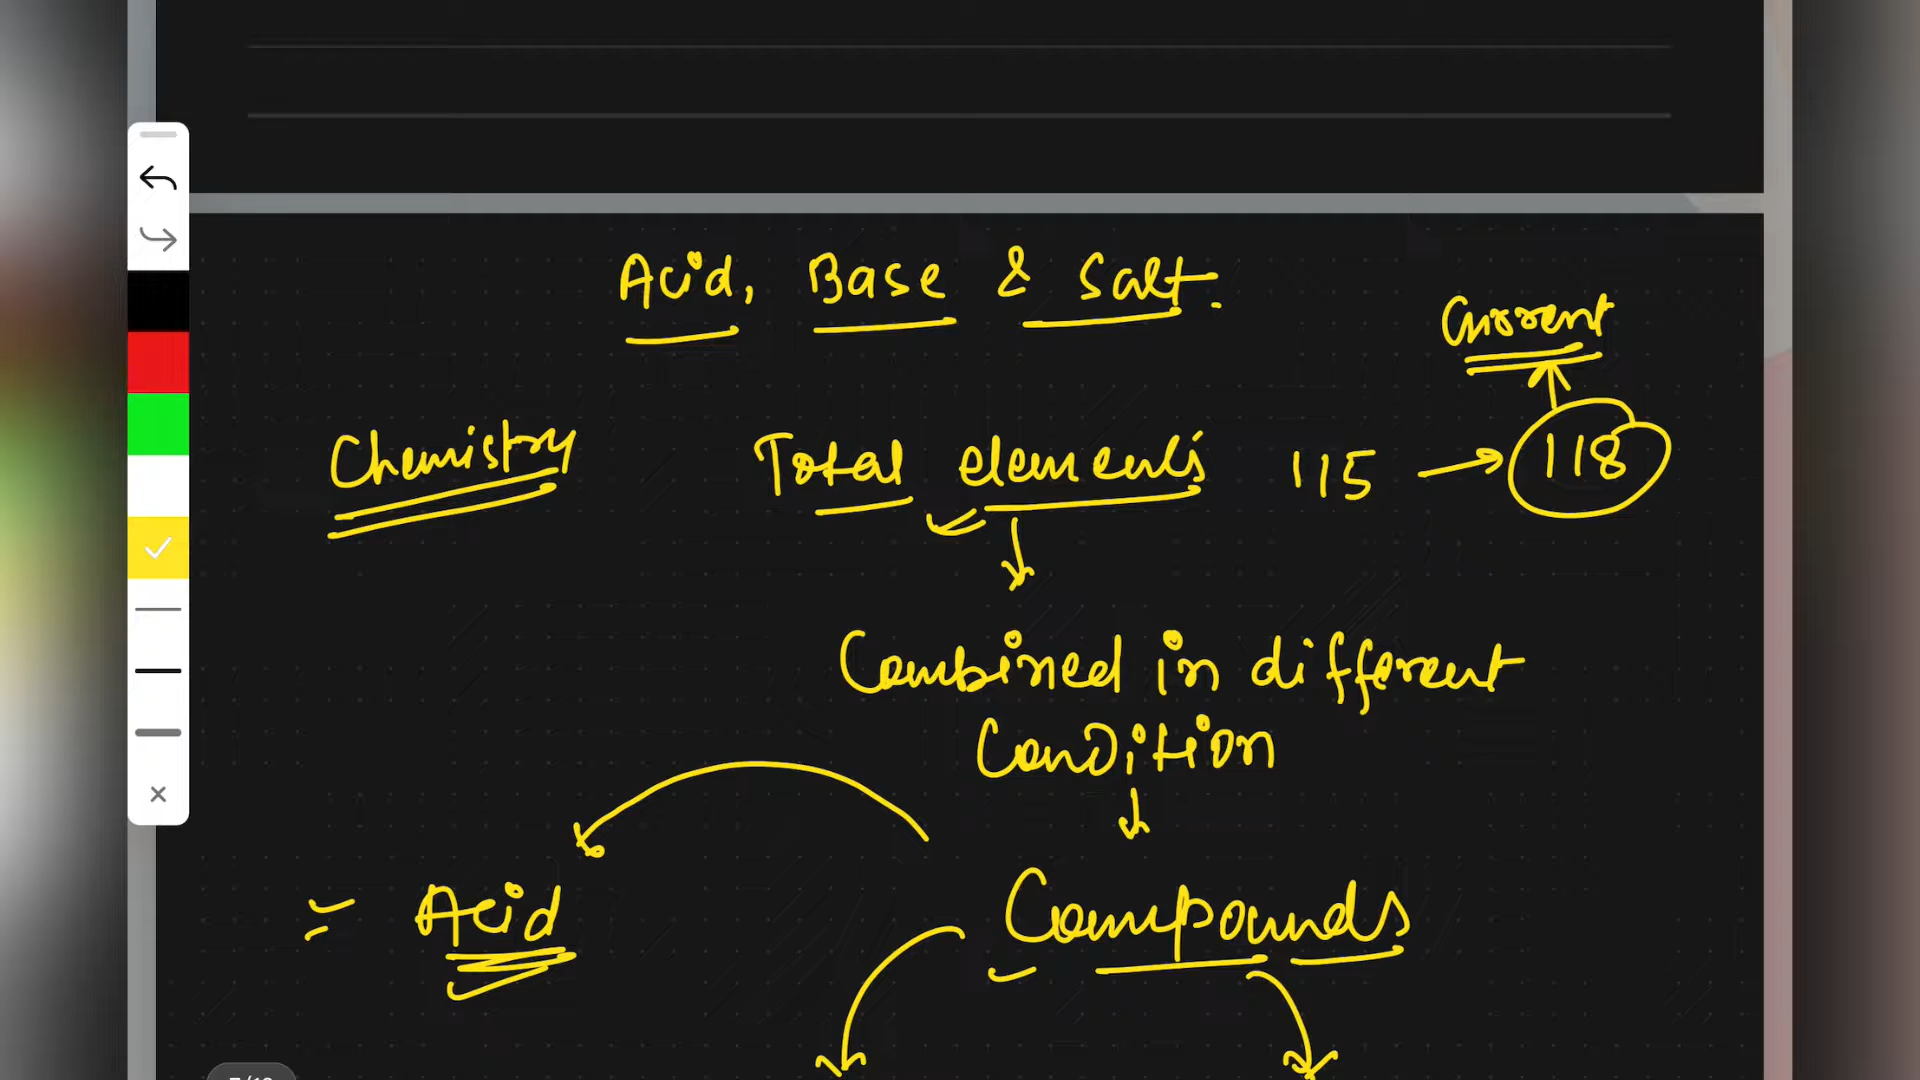 Acid, Base & Salt.
Current
Chemistry Total elements 115 → 118
Combined in different
Condition
= Acid Compounds